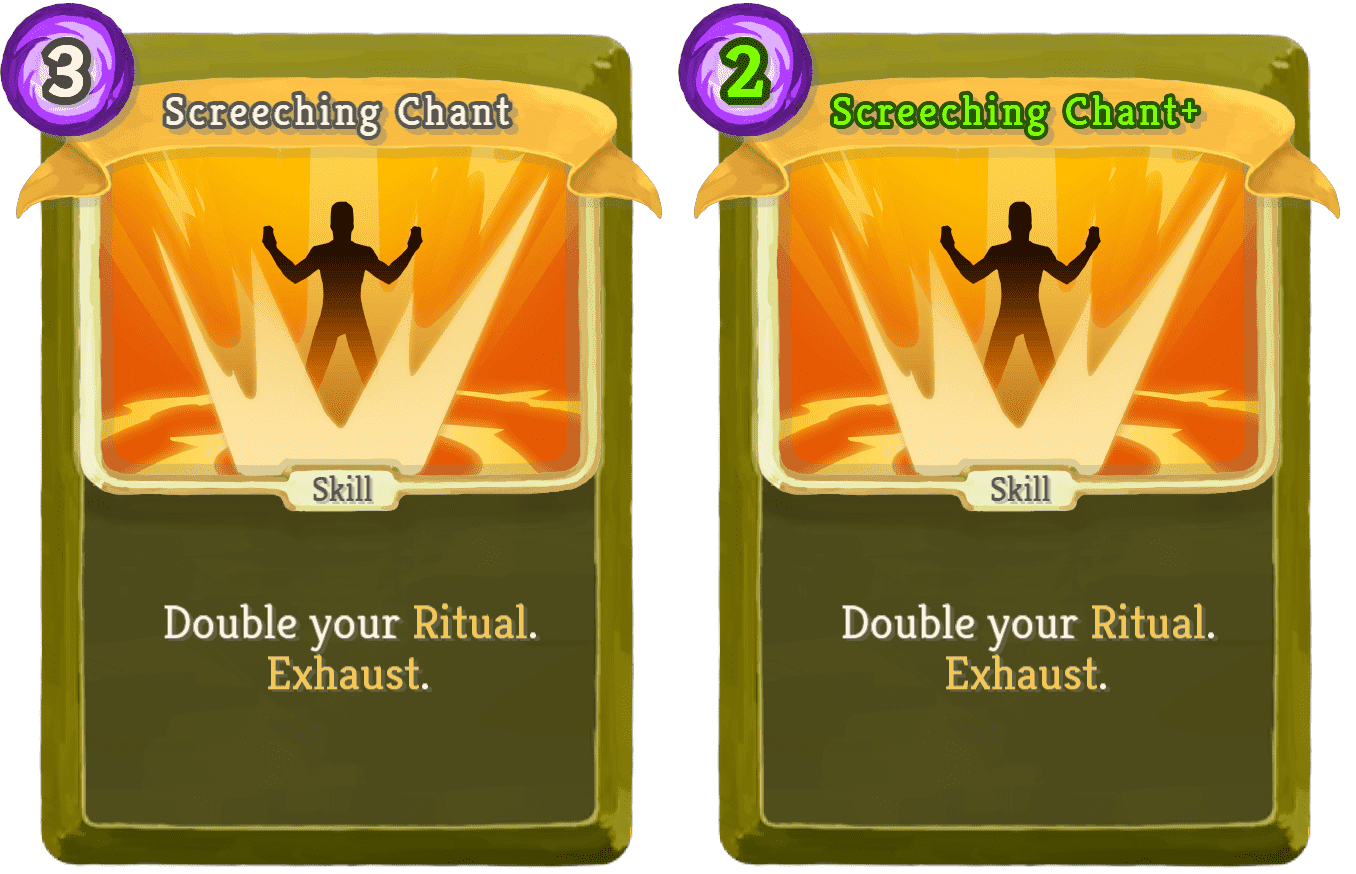 3
Screeching Chant
Skill
Double your Ritual.
Exhaust.
2
Screeching Chant+
Skill
Double your Ritual.
Exhaust.